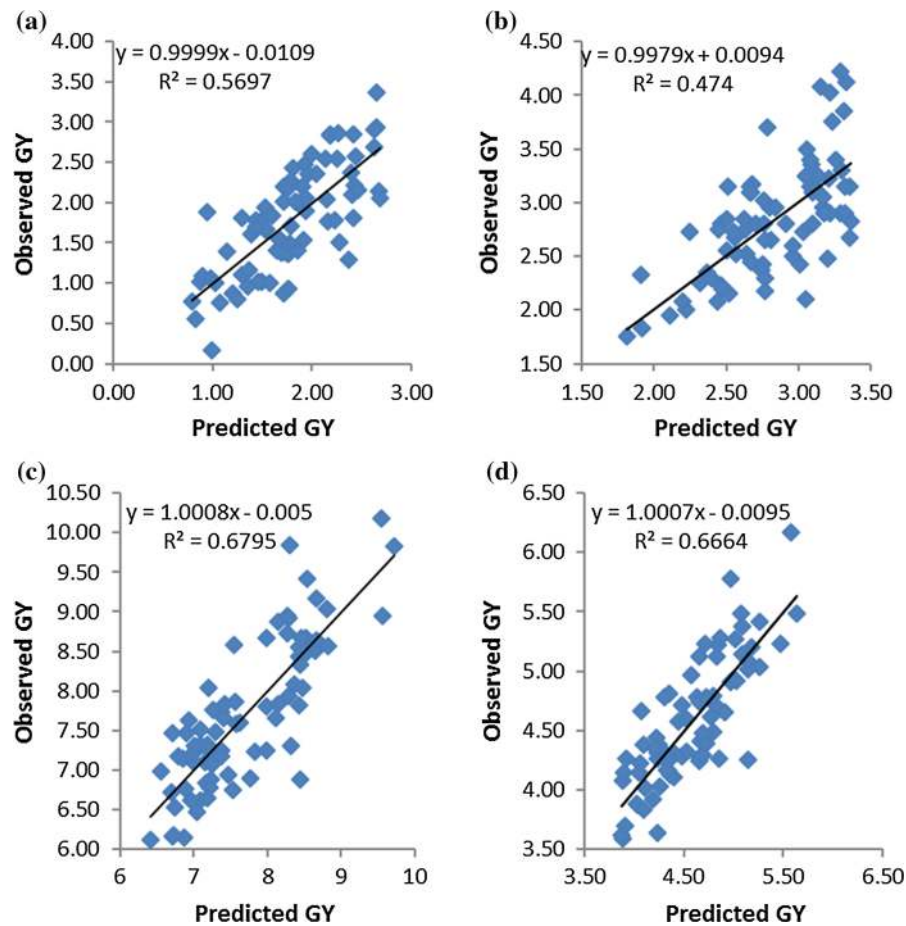 (a)
4.00
y = 0.9999x - 0.0109
R² = 0.5697
3.50
3.00
2.50
2.00
1.50
1.00
0.50
0.00
Observed GY
0.00 1.00 2.00 3.00
Predicted GY
(b)
4.50
y = 0.9979x + 0.0094
R² = 0.474
4.00
3.50
3.00
2.50
2.00
1.50
Observed GY
1.50 2.00 2.50 3.00 3.50
Predicted GY
(c)
10.50
y = 1.0008x - 0.005
R² = 0.6795
10.00
9.50
9.00
8.50
8.00
7.50
7.00
6.50
6.00
Observed GY
6 7 8 9 10
Predicted GY
(d)
6.50
y = 1.0007x - 0.0095
R² = 0.6664
6.00
5.50
5.00
4.50
4.00
3.50
Observed GY
3.50 4.50 5.50 6.50
Predicted GY